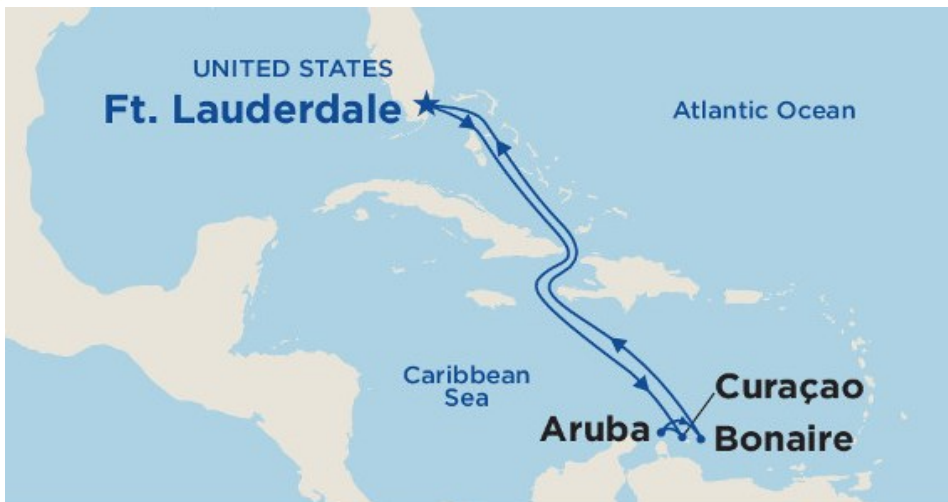 UNITED STATES
Ft. Lauderdale
Atlantic Ocean
Caribbean
Sea
Curaçao
Aruba
Bonaire